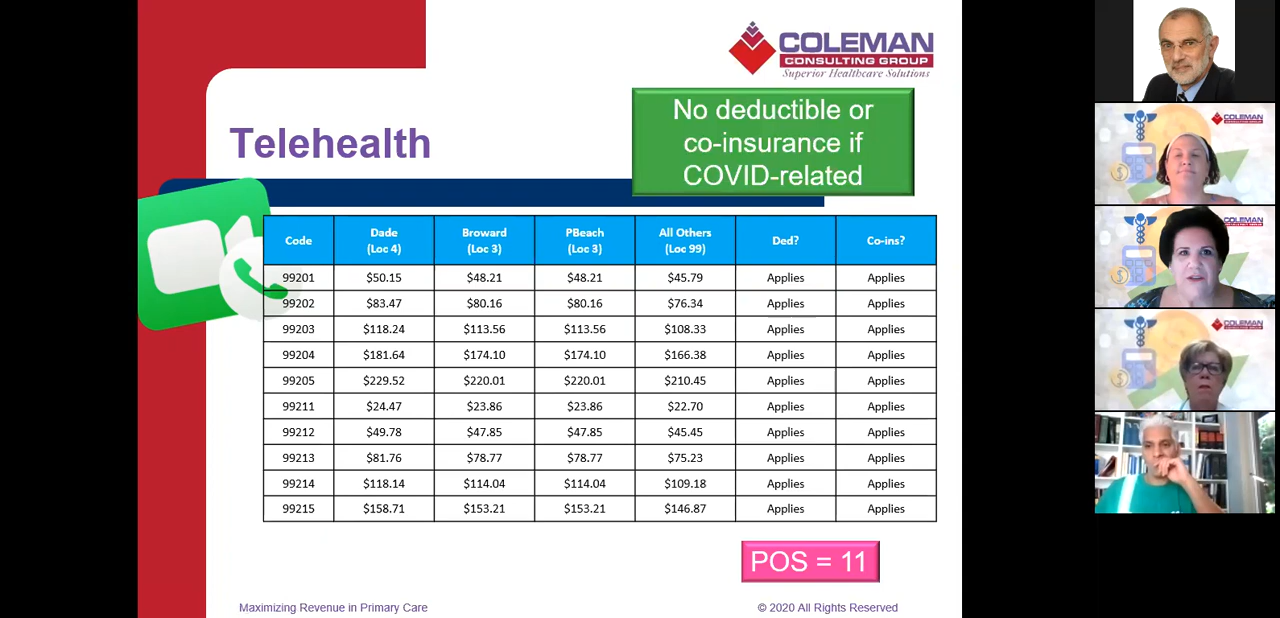 COLEMAN
CONSULTING GROUP
Superior Healthcare Solutions
No deductible or
co-insurance if
COVID-related
Telehealth
Code Dade (Loc 4) Broward (Loc 3) PBeach (Loc 3) All Others (Loc 99) Ded? Co-ins?
99201 $50.15 $48.21 $48.21 $45.79 Applies Applies
99202 $83.47 $80.16 $80.16 $76.34 Applies Applies
99203 $118.24 $113.56 $113.56 $108.33 Applies Applies
99204 $181.64 $174.10 $174.10 $166.38 Applies Applies
99205 $229.52 $220.01 $220.01 $210.45 Applies Applies
99211 $24.47 $23.86 $23.86 $22.70 Applies Applies
99212 $49.78 $47.85 $47.85 $45.45 Applies Applies
99213 $81.76 $78.77 $78.77 $75.23 Applies Applies
99214 $118.14 $114.04 $114.04 $109.18 Applies Applies
99215 $158.71 $153.21 $153.21 $146.87 Applies Applies
POS = 11
Maximizing Revenue in Primary Care
© 2020 All Rights Reserved
COLEMAN
COLEMAN
COLEMAN